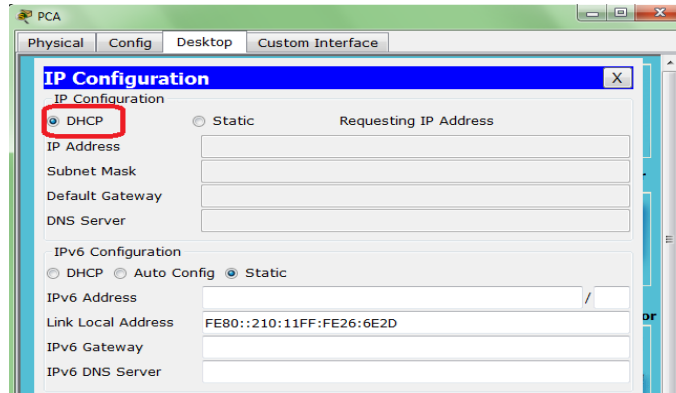 PCA
Physical Config Desktop Custom Interface
IP Configuration X
IP Configuration
DHCP Static Requesting IP Address
IP Address
Subnet Mask
Default Gateway
DNS Server
IPv6 Configuration
DHCP Auto Config Static
IPv6 Address /
Link Local Address FE80::210:11FF:FE26:6E2D
IPv6 Gateway
IPv6 DNS Server
or